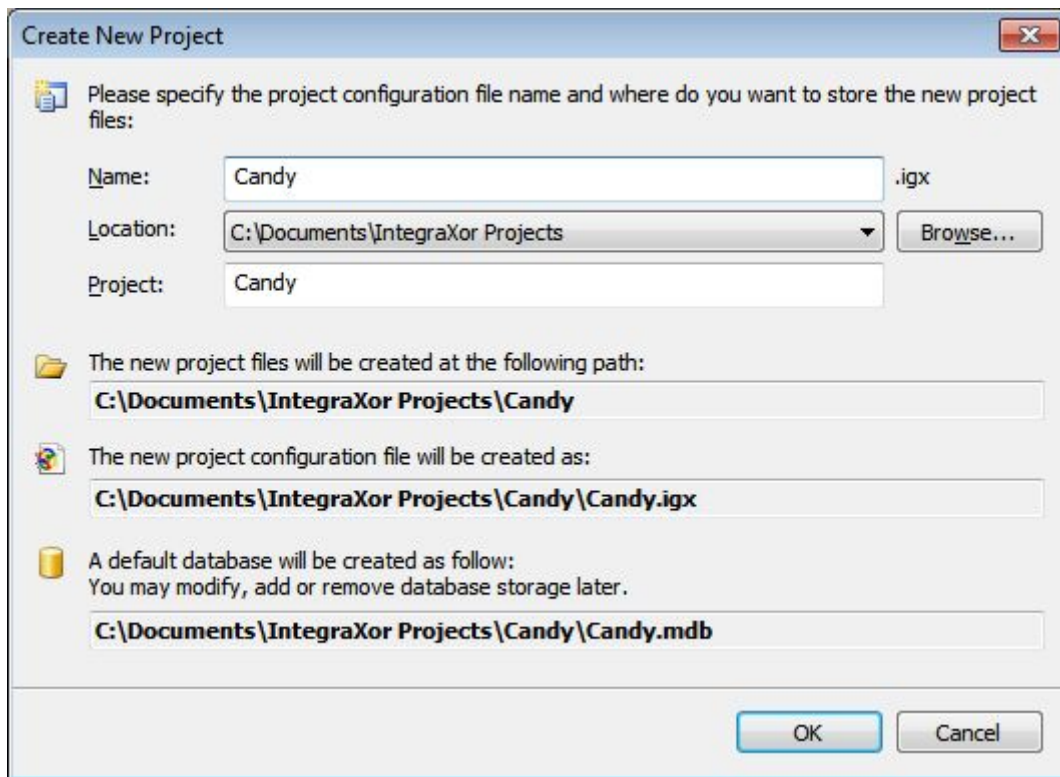 Create New Project
Please specify the project configuration file name and where do you want to store the new project
files:
Name: Candy .igx
Location: C:\Documents\IntegraXor Projects Browse...
Project: Candy
The new project files will be created at the following path:
C:\Documents\IntegraXor Projects\Candy
The new project configuration file will be created as:
C:\Documents\IntegraXor Projects\Candy\Candy.igx
A default database will be created as follow:
You may modify, add or remove database storage later.
C:\Documents\IntegraXor Projects\Candy\Candy.mdb
OK Cancel